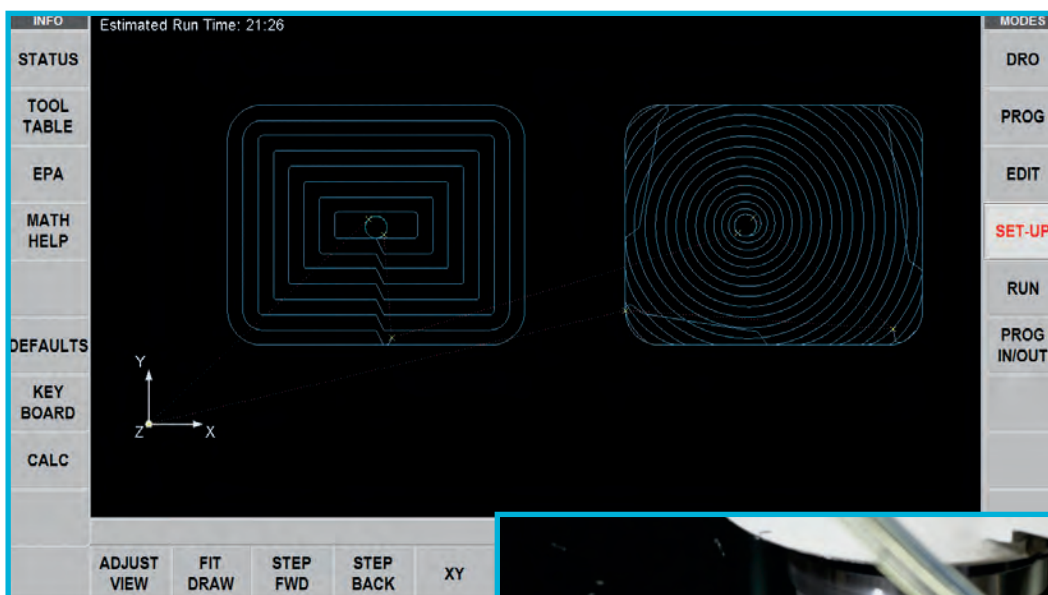 INFO
Estimated Run Time: 21:26
MODES
STATUS
TOOL
TABLE
EPA
MATH
HELP
DEFAULTS
KEY
BOARD
CALC
DRO
PROG
EDIT
SET-UP
RUN
PROG
IN/OUT
Y
Z
X
ADJUST
VIEW
FIT
DRAW
STEP
FWD
STEP
BACK
XY